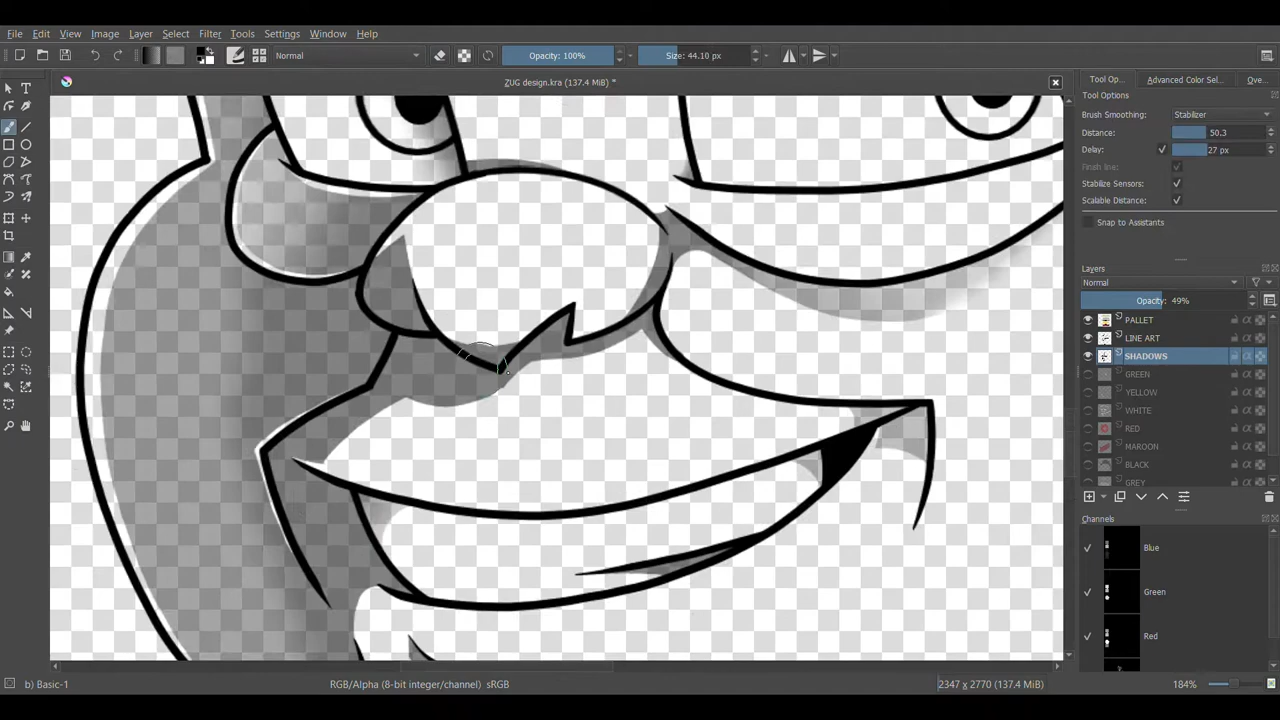 File Edit View Image Layer Select Filter Tools Settings Window Help
Normal Opacity: 100% Size: 44.10 px
ZUG design.kra (137.4 MiB) *
Tool Op... Advanced Color Sel... Ove...
Tool Options
Brush Smoothing: Stabilizer
Distance: 50.3
Delay: 27 px
Finish line:
Stabilize Sensors:
Scalable Distance:
Snap to Assistants
Layers
Normal
Opacity: 49%
PALLET
LINE ART
SHADOWS
GREEN
YELLOW
WHITE
RED
MAROON
BLACK
GREY
Channels
Blue
Green
Red
b) Basic-1 RGB/Alpha (8-bit integer/channel) sRGB 2347 x 2770 (137.4 MiB) 184%